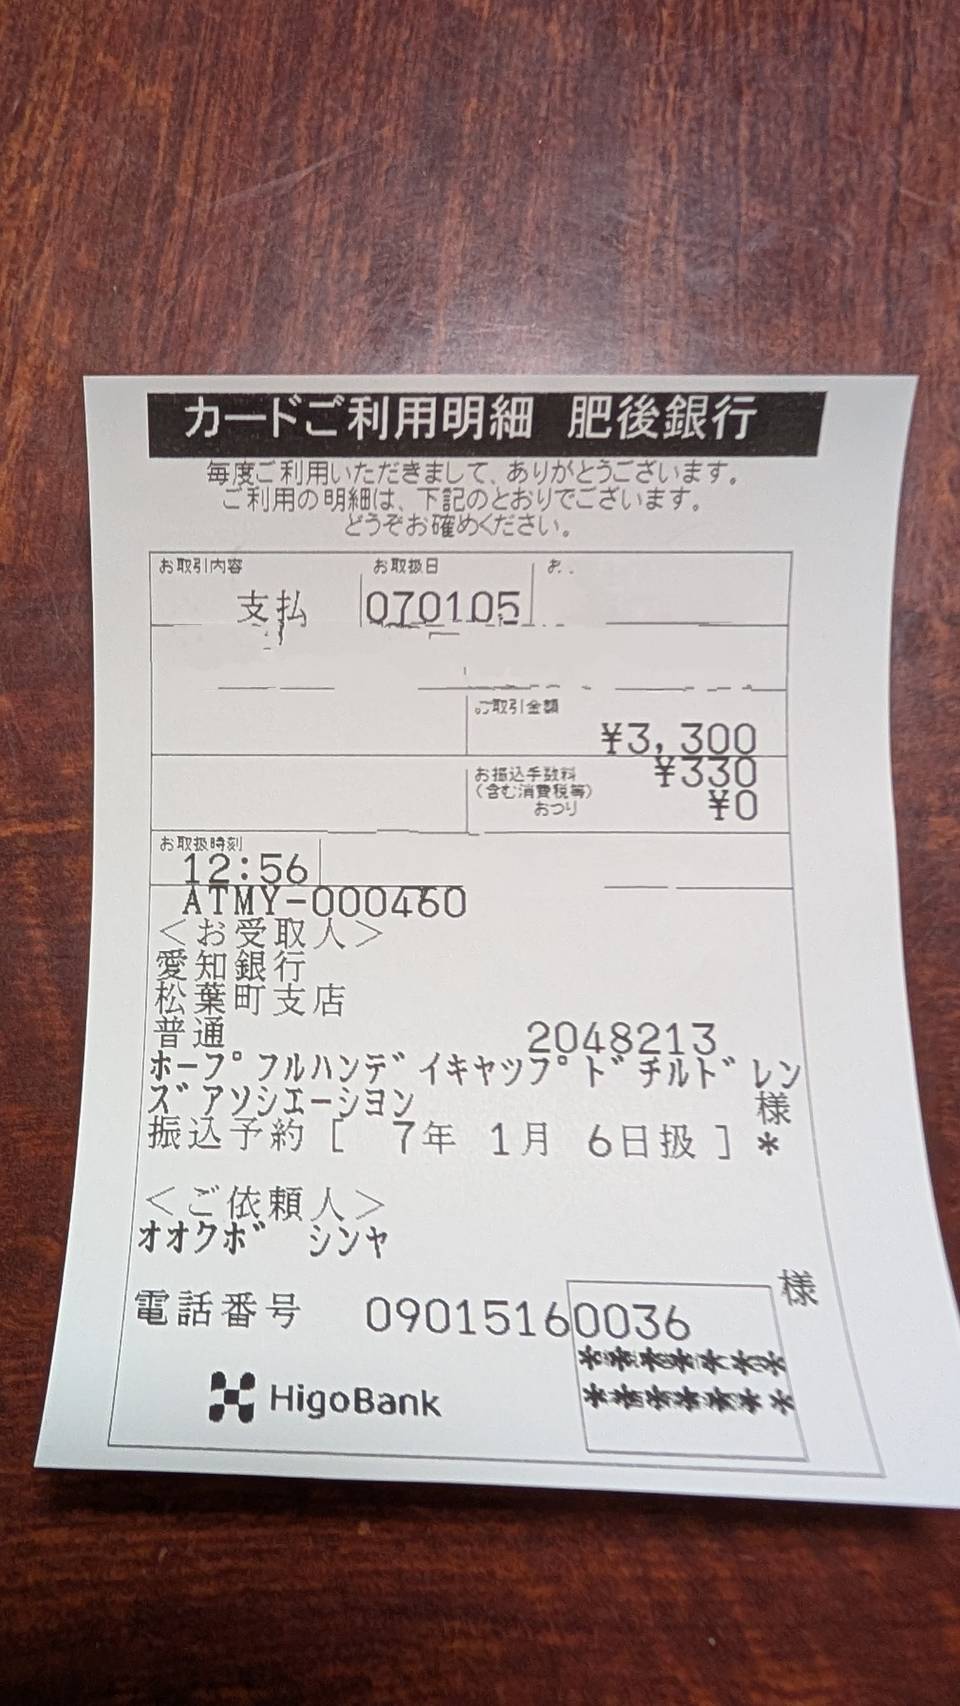 カードご利用明細 肥後銀行
毎度ご利用いただきまして、ありがとうございます。
ご利用の明細は、下記のとおりでございます。
どうぞお確めください。
お取引内容 お取扱日 お
支払 070105
お取引金額
¥3,300
お振込手数料 ¥330
(含む消費税等)
おつり ¥0
お取扱時刻
12:56
ATMY-000460
<お受取人>
愛知銀行
松葉町支店
普通 2048213
ホープフルハンデイキヤツプドチルドレン
ズアソシエーシヨン 様
振込予約 [ 7年 1月 6日扱 ] *
<ご依頼人>
オオクボ シンヤ
様
電話番号 09015160036
*******
*******
HigoBank